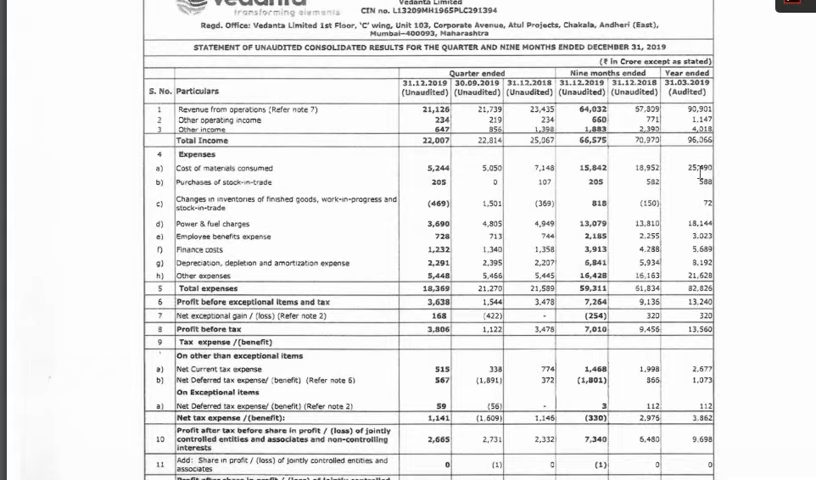 vedanta Vedanta Limited
transforming elements CIN no. L13209MH1965PLC291394
Regd. Office: Vedanta Limited 1st Floor, 'C' wing, Unit 103, Corporate Avenue, Atul Projects, Chakala, Andheri (East),
Mumbai-400093, Maharashtra
STATEMENT OF UNAUDITED CONSOLIDATED RESULTS FOR THE QUARTER AND NINE MONTHS ENDED DECEMBER 31, 2019
(₹ in Crore except as stated)
Quarter ended Nine months ended Year ended
S. No. Particulars 31.12.2019 (Unaudited) 30.09.2019 (Unaudited) 31.12.2018 (Unaudited) 31.12.2019 (Unaudited) 31.12.2018 (Unaudited) 31.03.2019 (Audited)
1 Revenue from operations (Refer note 7) 21,126 21,739 23,435 64,032 67,809 90,901
2 Other operating income 234 219 234 660 771 1,147
3 Other income 647 856 1,398 1,883 2,390 4,018
Total Income 22,007 22,814 25,067 66,575 70,970 96,066
4 Expenses
a) Cost of materials consumed 5,244 5,050 7,148 15,842 18,952 25,490
b) Purchases of stock-in-trade 205 0 107 205 582 588
c) Changes in inventories of finished goods, work-in-progress and stock-in-trade (469) 1,501 (369) 818 (150) 72
d) Power & fuel charges 3,690 4,805 4,949 13,079 13,810 18,144
e) Employee benefits expense 728 713 744 2,185 2,255 3,023
f) Finance costs 1,232 1,340 1,358 3,913 4,288 5,689
g) Depreciation, depletion and amortization expense 2,291 2,395 2,207 6,841 5,934 8,192
h) Other expenses 5,448 5,466 5,445 16,428 16,163 21,628
5 Total expenses 18,369 21,270 21,589 59,311 61,834 82,826
6 Profit before exceptional items and tax 3,638 1,544 3,478 7,264 9,136 13,240
7 Net exceptional gain / (loss) (Refer note 2) 168 (422) - (254) 320 320
8 Profit before tax 3,806 1,122 3,478 7,010 9,456 13,560
9 Tax expense /(benefit)
On other than exceptional items
a) Net Current tax expense 515 338 774 1,468 1,998 2,677
b) Net Deferred tax expense/ (benefit) (Refer note 6) 567 (1,891) 372 (1,801) 866 1,073
On Exceptional items
a) Net Deferred tax expense/ (benefit) (Refer note 2) 59 (56) - 3 112 112
Net tax expense /(benefit): 1,141 (1,609) 1,146 (330) 2,976 3,862
10 Profit after tax before share in profit / (loss) of jointly controlled entities and associates and non-controlling interests 2,665 2,731 2,332 7,340 6,480 9,698
11 Add: Share in profit / (loss) of jointly controlled entities and associates 0 (1) 0 (1) 0 0